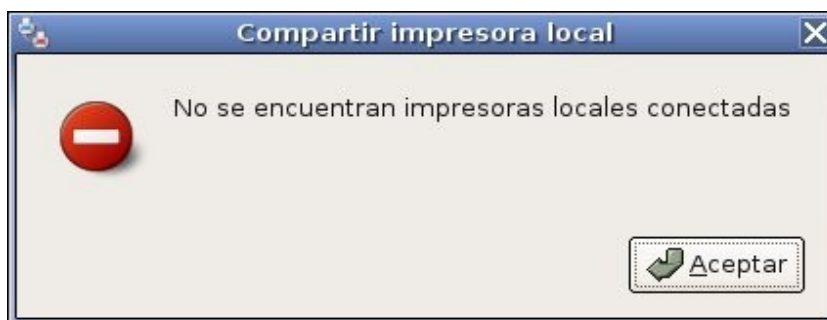 Compartir impresora local
No se encuentran impresoras locales conectadas
Aceptar